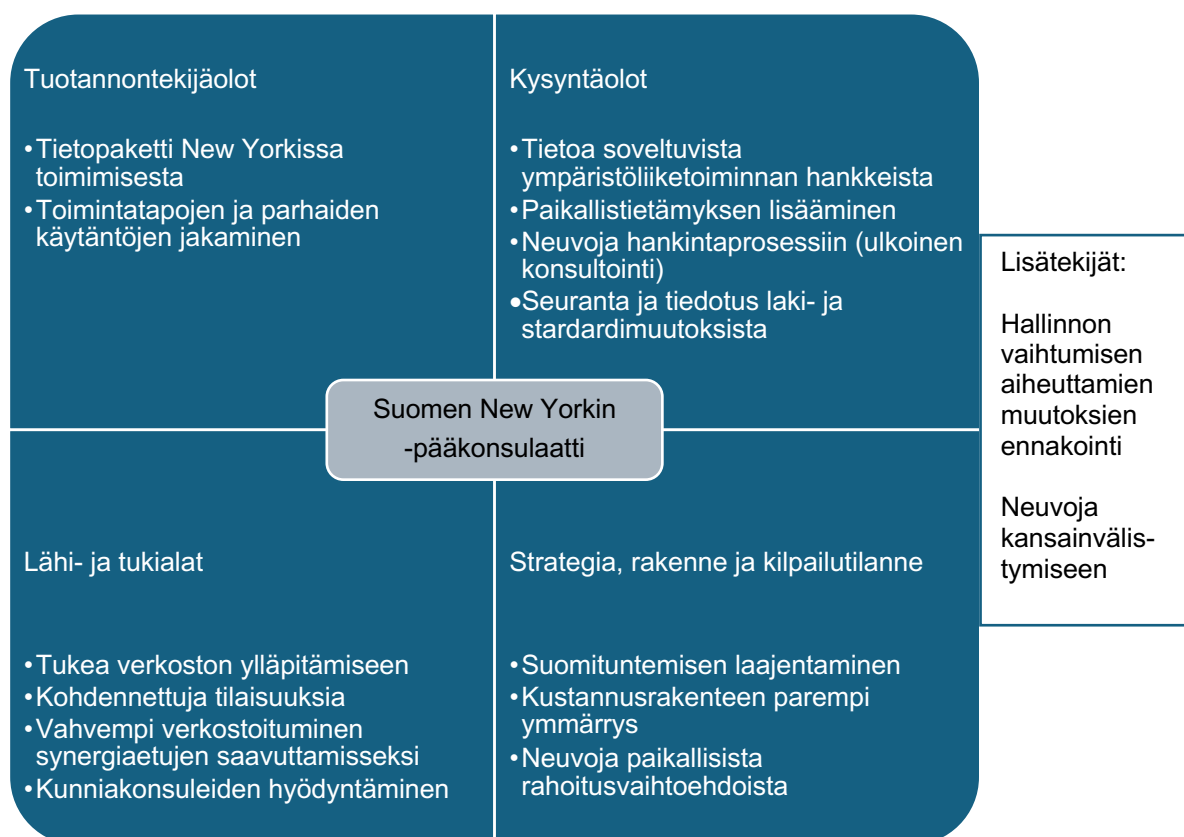 Tuotannontekijäolot
•Tietopaketti New Yorkissa
toimimisesta
•Toimintatapojen ja parhaiden
käytäntöjen jakaminen
Kysyntäolot
•Tietoa soveltuvista
ympäristöliiketoiminnan hankkeista
•Paikallistietämyksen lisääminen
•Neuvoja hankintaprosessiin (ulkoinen
konsultointi)
•Seuranta ja tiedotus laki- ja
stardardimuutoksista
Suomen New Yorkin
-pääkonsulaatti
Lähi- ja tukialat
•Tukea verkoston ylläpitämiseen
•Kohdennettuja tilaisuuksia
•Vahvempi verkostoituminen
synergiaetujen saavuttamisseksi
•Kunniakonsuleiden hyödyntäminen
Strategia, rakenne ja kilpailutilanne
•Suomituntemisen laajentaminen
•Kustannusrakenteen parempi
ymmärrys
•Neuvoja paikallisista
rahoitusvaihtoehdoista
Lisätekijät:
Hallinnon
vaihtumisen
aiheuttamien
muutoksien
ennakointi
Neuvoja
kansainvälis-
tymiseen